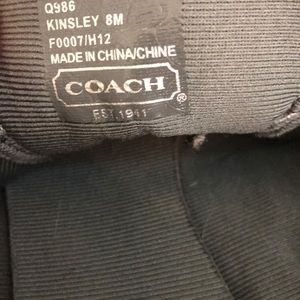 Q986
KINSLEY 8M
F0007/H12
MADE IN CHINA/CHINE
COACH®
EST. 1941